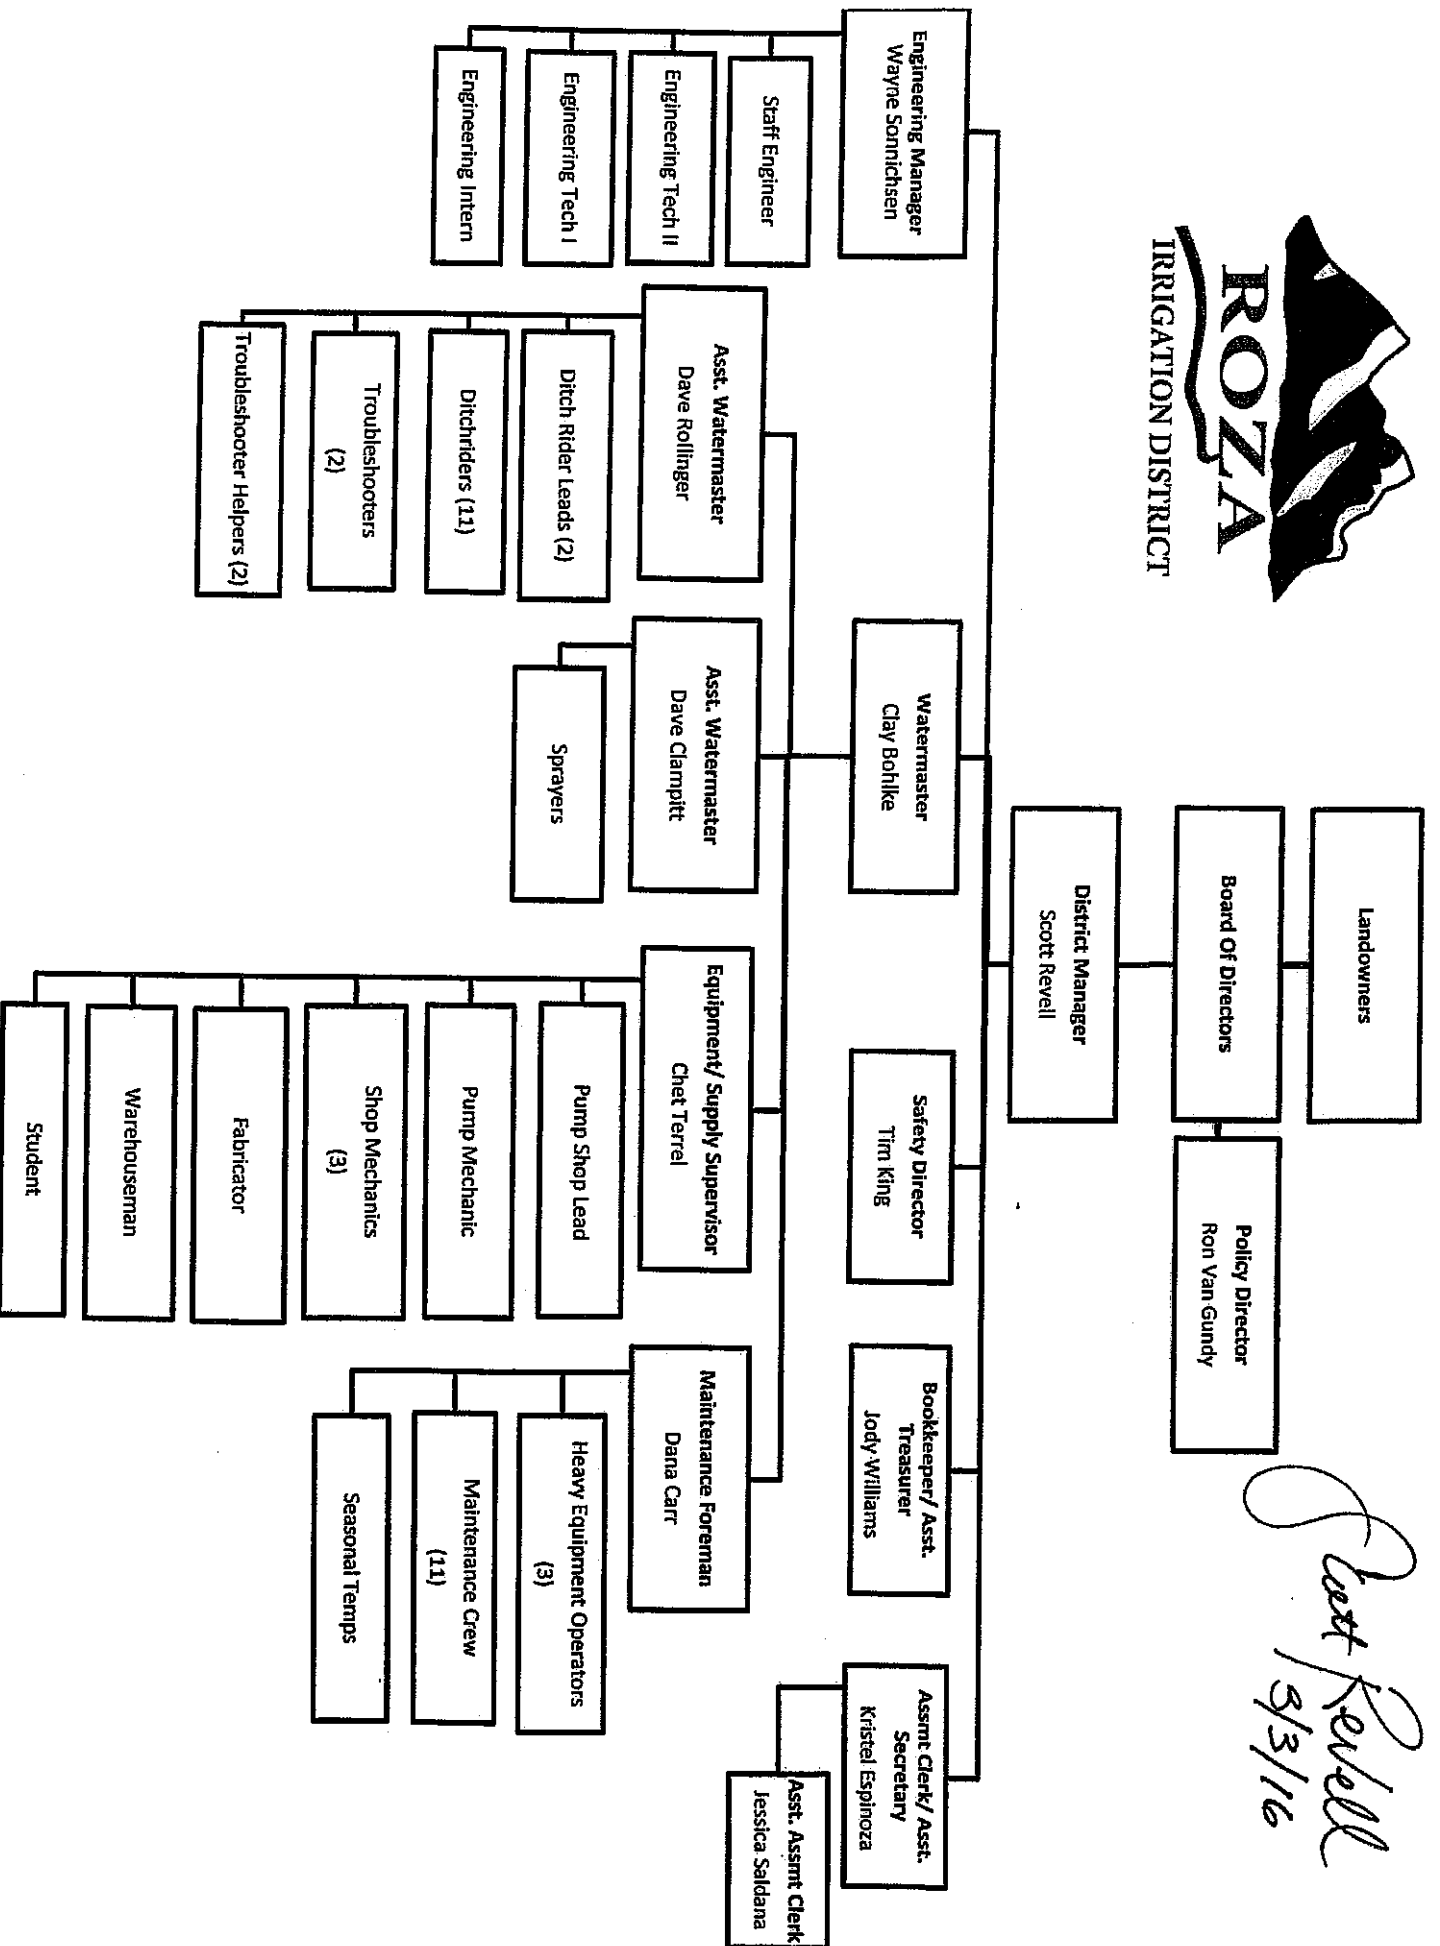 ROZA
IRRIGATION DISTRICT
Scott Revell
3/3/16
Landowners
Board Of Directors
Policy Director
Ron Van Gundy
District Manager
Scott Revell
Engineering Manager
Wayne Sonnichsen
Staff Engineer
Engineering Tech II
Engineering Tech I
Engineering Intern
Watermaster
Clay Bohlke
Safety Director
Tim King
Bookkeeper/ Asst.
Treasurer
Jody Williams
Assmt Clerk/ Asst.
Secretary
Kristel Espinoza
Asst. Assmt Clerk
Jessica Saldana
Asst. Watermaster
Dave Rollinger
Ditch Rider Leads (2)
Ditchriders (11)
Troubleshooters
(2)
Troubleshooter Helpers (2)
Asst. Watermaster
Dave Clampitt
Sprayers
Equipment/ Supply Supervisor
Chet Terrel
Pump Shop Lead
Pump Mechanic
Shop Mechanics
(3)
Fabricator
Warehouseman
Student
Maintenance Foreman
Dana Carr
Heavy Equipment Operators
(3)
Maintenance Crew
(11)
Seasonal Temps